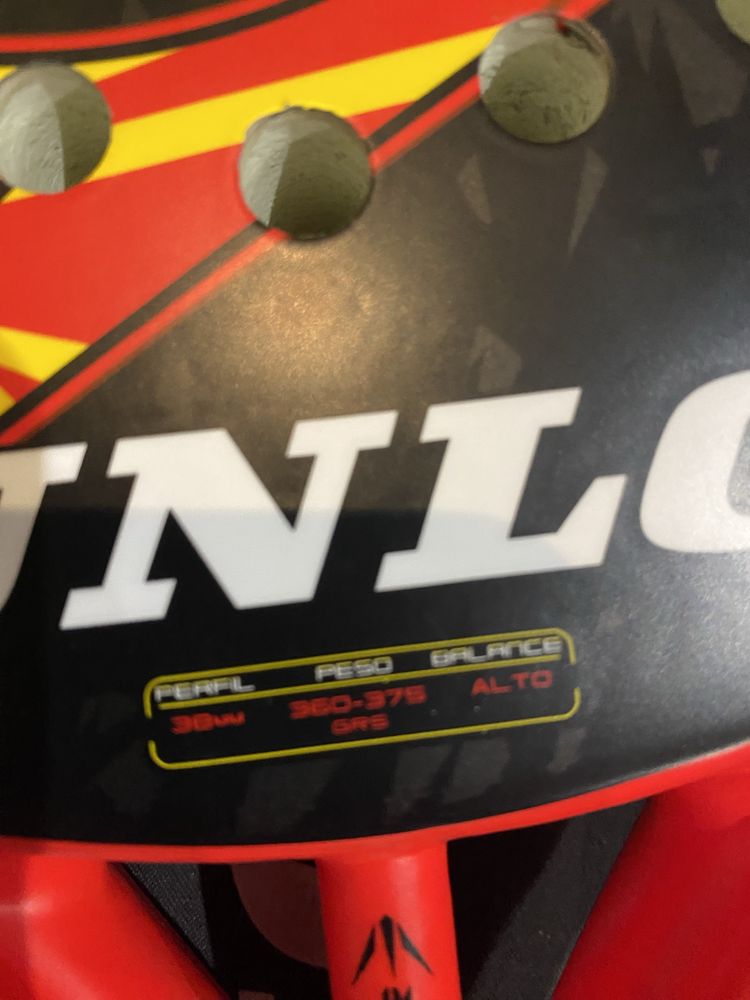 UNLO
PERFIL PESO BALANCE
38MM 360-375 ALTO
GRS